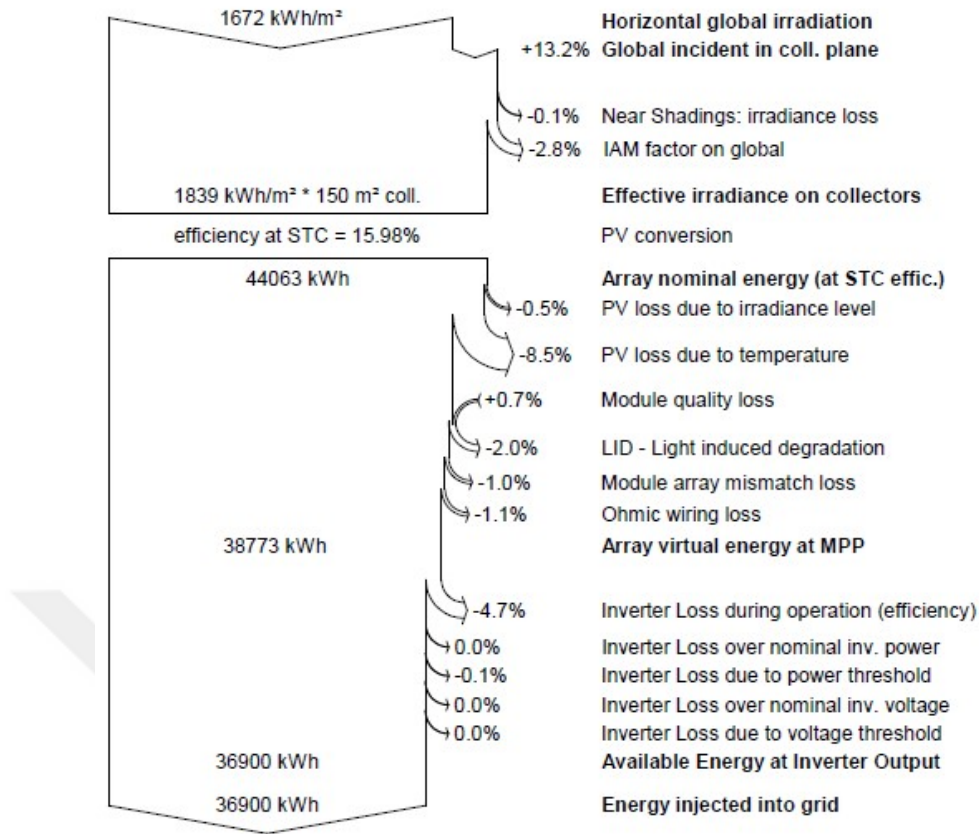 1672 kWh/m² Horizontal global irradiation
+13.2% Global incident in coll. plane
-0.1% Near Shadings: irradiance loss
-2.8% IAM factor on global
1839 kWh/m² * 150 m² coll. Effective irradiance on collectors
efficiency at STC = 15.98% PV conversion
44063 kWh Array nominal energy (at STC effic.)
-0.5% PV loss due to irradiance level
-8.5% PV loss due to temperature
+0.7% Module quality loss
-2.0% LID - Light induced degradation
-1.0% Module array mismatch loss
-1.1% Ohmic wiring loss
38773 kWh Array virtual energy at MPP
-4.7% Inverter Loss during operation (efficiency)
0.0% Inverter Loss over nominal inv. power
-0.1% Inverter Loss due to power threshold
0.0% Inverter Loss over nominal inv. voltage
0.0% Inverter Loss due to voltage threshold
36900 kWh Available Energy at Inverter Output
36900 kWh Energy injected into grid